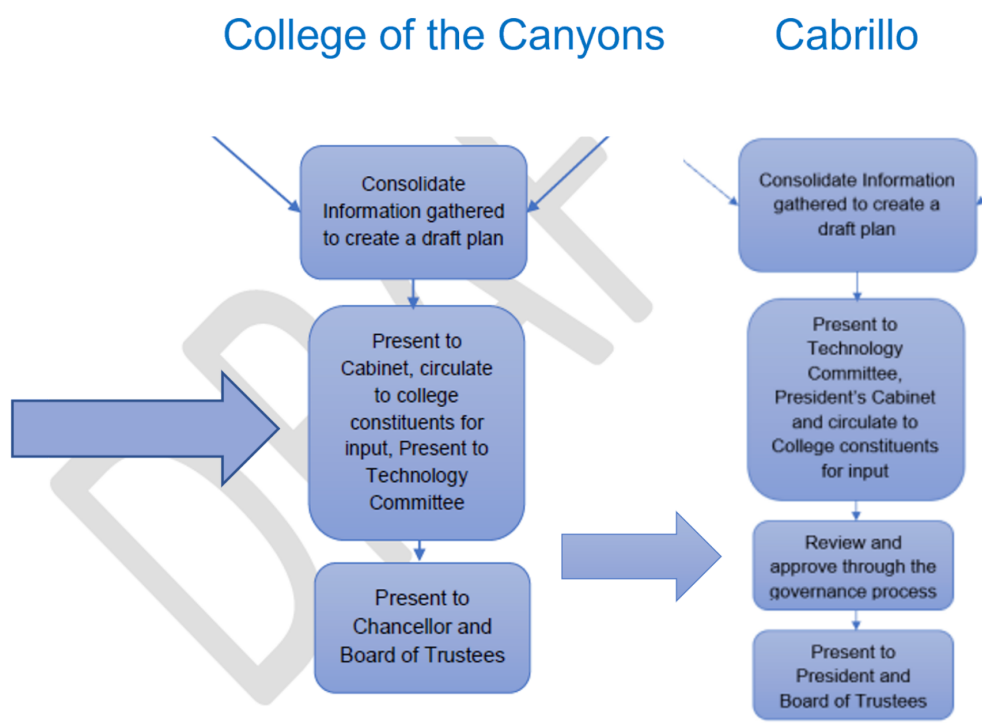 College of the Canyons
Cabrillo
DRAFT
Consolidate
Information gathered
to create a draft plan
Present to
Cabinet, circulate
to college
constituents for
input, Present to
Technology
Committee
Present to
Chancellor and
Board of Trustees
Consolidate Information
gathered to create a
draft plan
Present to
Technology
Committee,
President's Cabinet
and circulate to
College constituents
for input
Review and
approve through the
governance process
Present to
President and
Board of Trustees